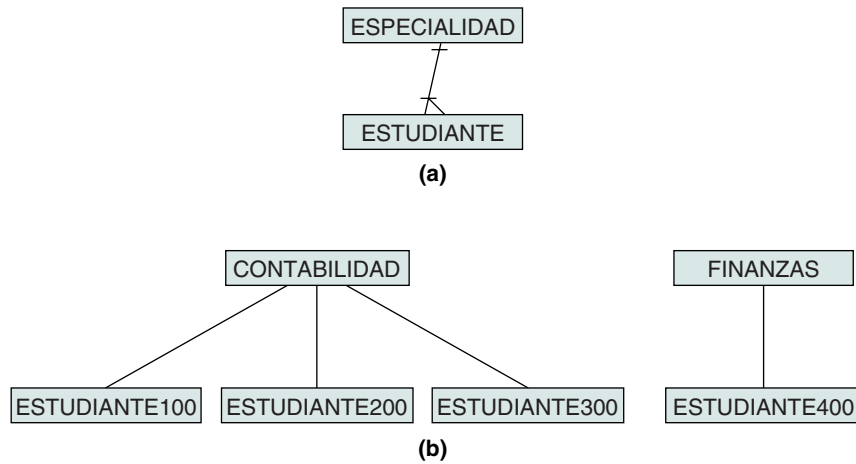 ESPECIALIDAD
ESTUDIANTE
(a)
CONTABILIDAD FINANZAS
ESTUDIANTE100 ESTUDIANTE200 ESTUDIANTE300 ESTUDIANTE400
(b)